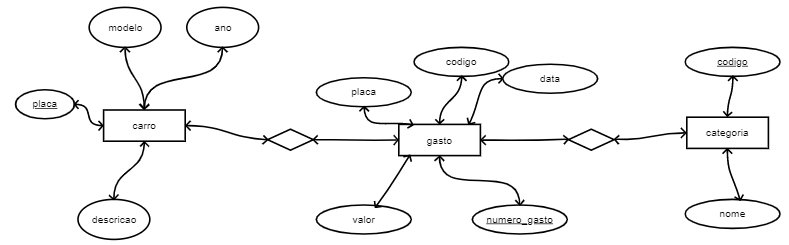 modelo
ano
placa
carro
descricao
placa
codigo
data
gasto
valor
numero_gasto
codigo
categoria
nome